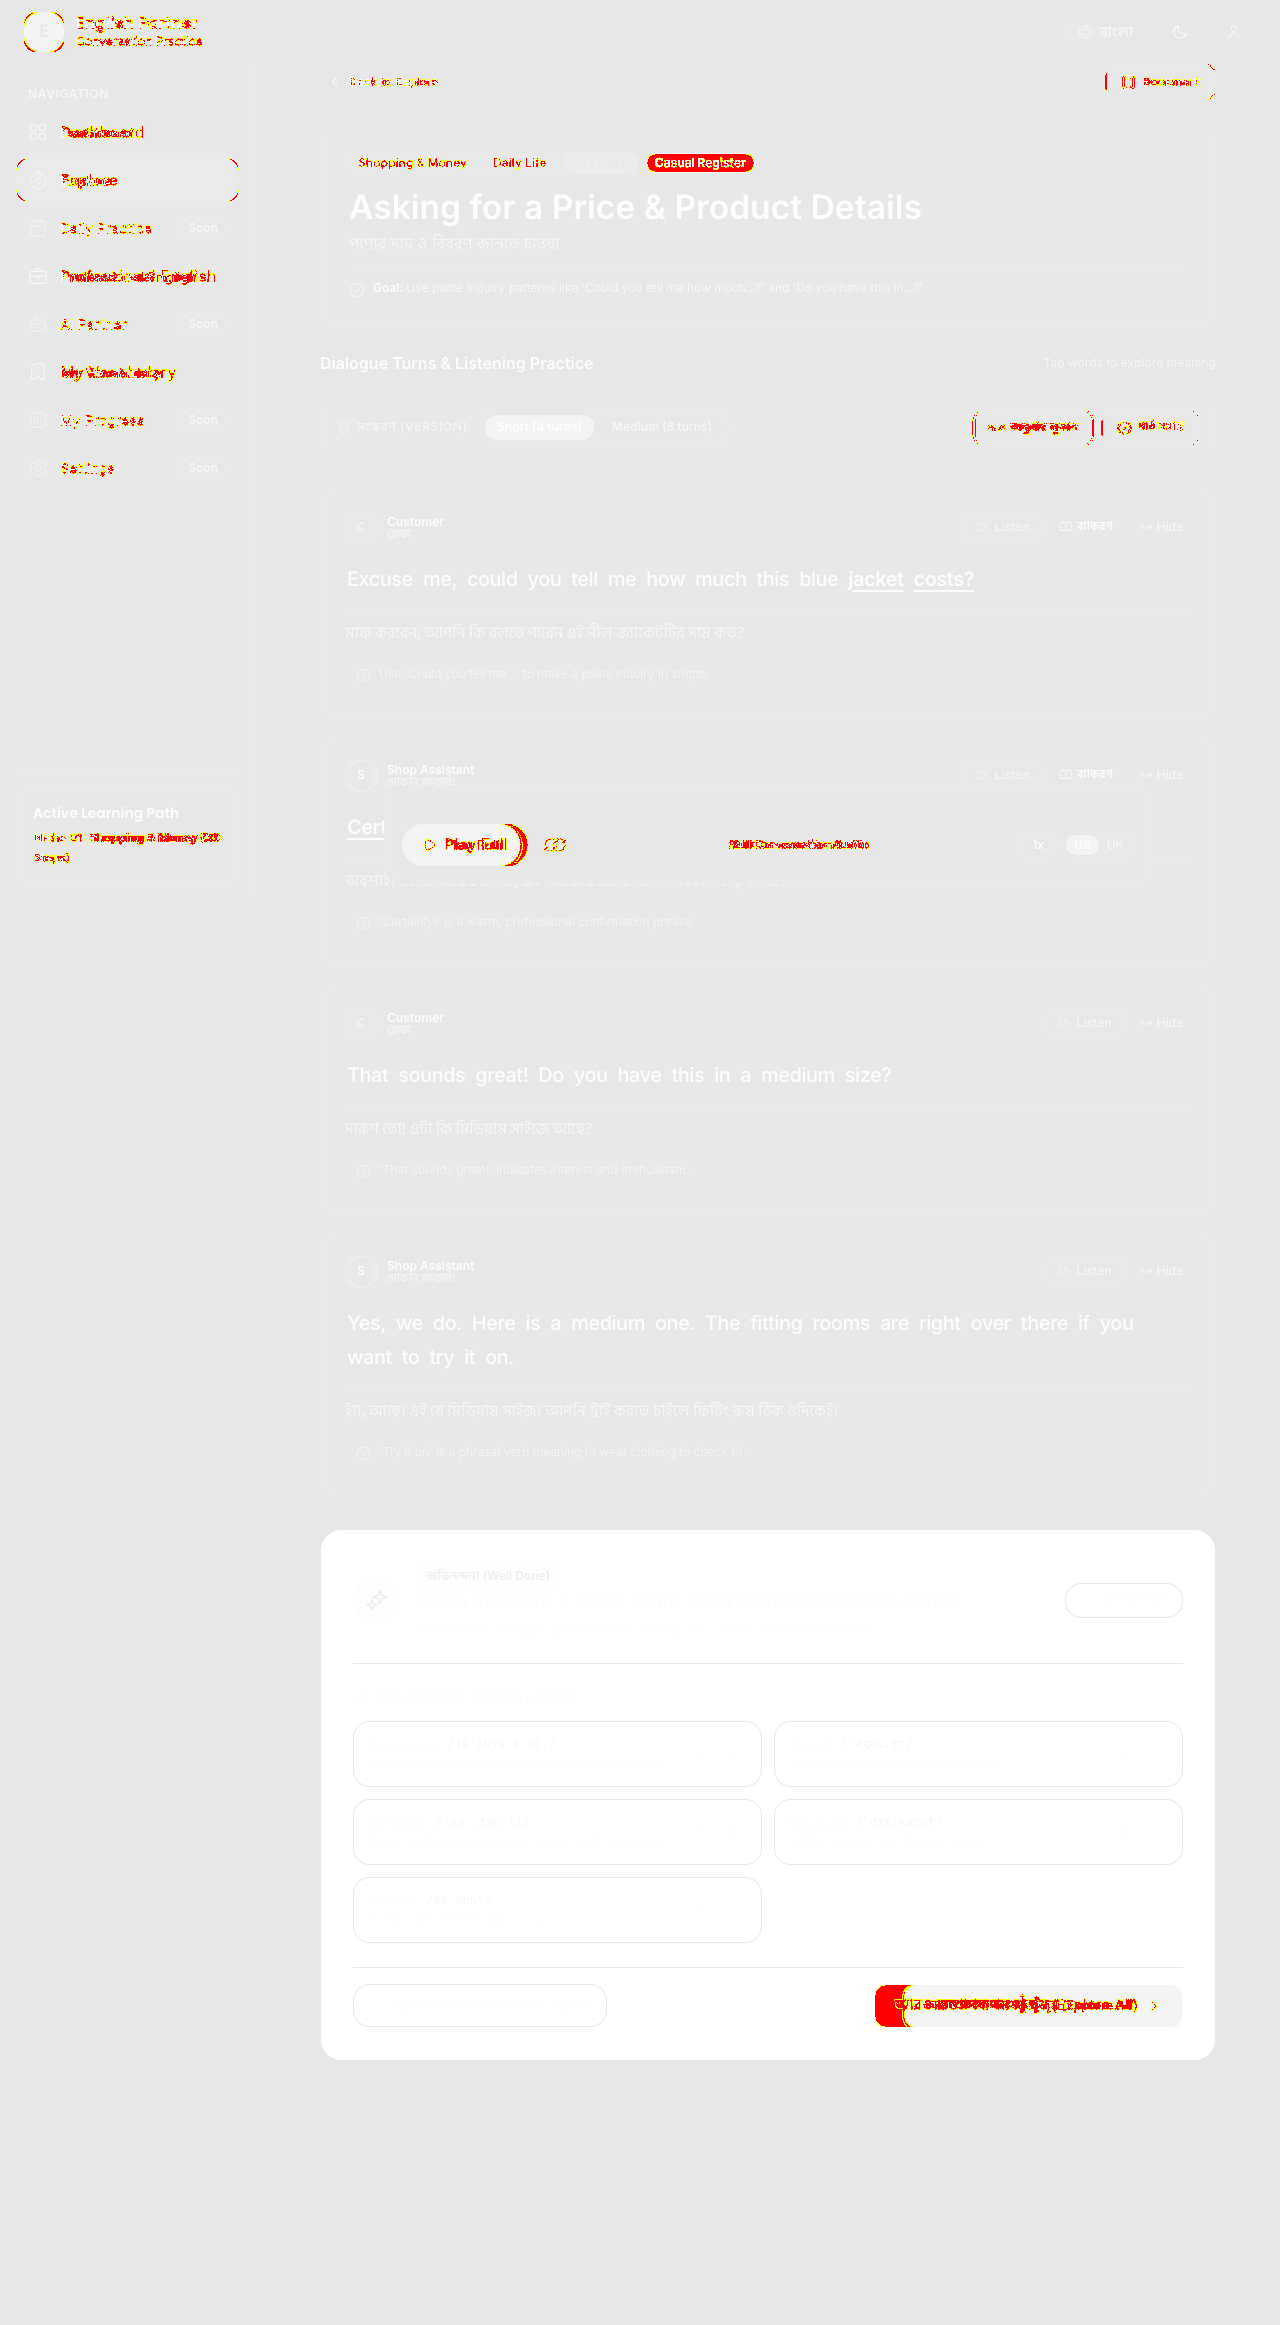 E
English Partner
Conversation Practice
বাংলা
NAVIGATION
Dashboard
Explore
Daily Practice Soon
Professional English
AI Partner Soon
My Vocabulary
My Progress Soon
Settings Soon
Active Learning Path
Shopping & Money
Back to Explore
Bookmark
Shopping & Money Daily Life Casual Register
Asking for a Price & Product Details
পণ্যের দাম ও বিবরণ জানতে চাওয়া
Goal: Use polite inquiry patterns like 'Could you tell me how much...?' and 'Do you have this in...?'
Dialogue Turns & Listening Practice
Tap words to explore meaning
সংস্করণ (VERSION): Short (4 turns) Medium (8 turns)
C
Customer
ক্রেতা
Listen ব্যাকরণ Hide
Excuse me, could you tell me how much this blue jacket costs?
মাফ করবেন, আপনি কি বলতে পারেন এই নীল জ্যাকেটটির দাম কত?
Use 'Could you tell me...' to make a polite inquiry in shops.
S
Shop Assistant
দোকান সহকারী
Listen ব্যাকরণ Hide
Cert
Play Full
1x US UK
অবশ্যই!
'Certainly!' is a warm, professional confirmation phrase.
C
Customer
ক্রেতা
Listen Hide
That sounds great! Do you have this in a medium size?
দারুণ তো! এটা কি মিডিয়াম সাইজে আছে?
'That sounds great!' indicates interest and enthusiasm.
S
Shop Assistant
দোকান সহকারী
Listen Hide
Yes, we do. Here is a medium one. The fitting rooms are right over there if you
want to try it on.
হ্যাঁ, আছে। এই যে মিডিয়াম সাইজ। আপনি ট্রাই করতে চাইলে ফিটিং রুম ঠিক ওদিকেই।
'Try it on' is a phrasal verb meaning to wear clothing to check fit.
অভিনন্দন! (Well Done)